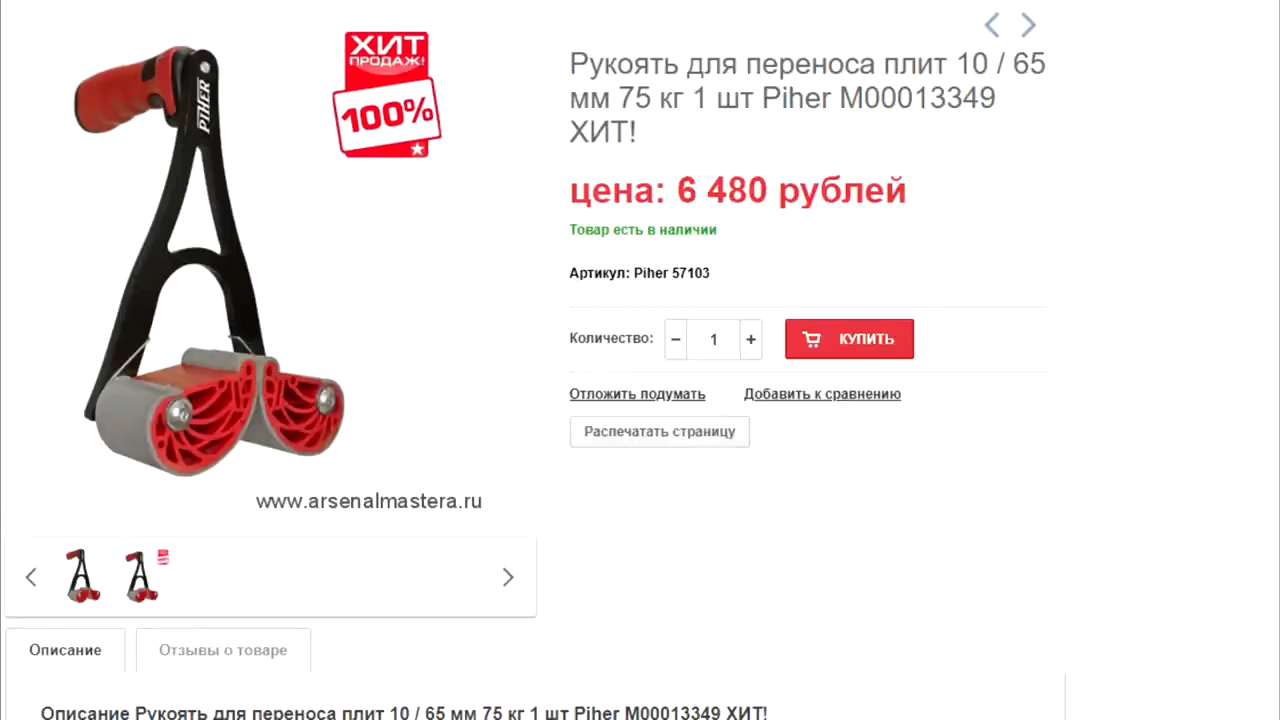 ХИТ
ПРОДАЖ!
100%
PIHER
Рукоять для переноса плит 10 / 65
мм 75 кг 1 шт Piher M00013349
ХИТ!
цена: 6 480 рублей
Товар есть в наличии
Артикул: Piher 57103
Количество: − 1 +
КУПИТЬ
Отложить подумать
Добавить к сравнению
Распечатать страницу
www.arsenalmastera.ru
Описание
Отзывы о товаре
Описание Рукоять для переноса плит 10 / 65 мм 75 кг 1 шт Piher M00013349 ХИТ!